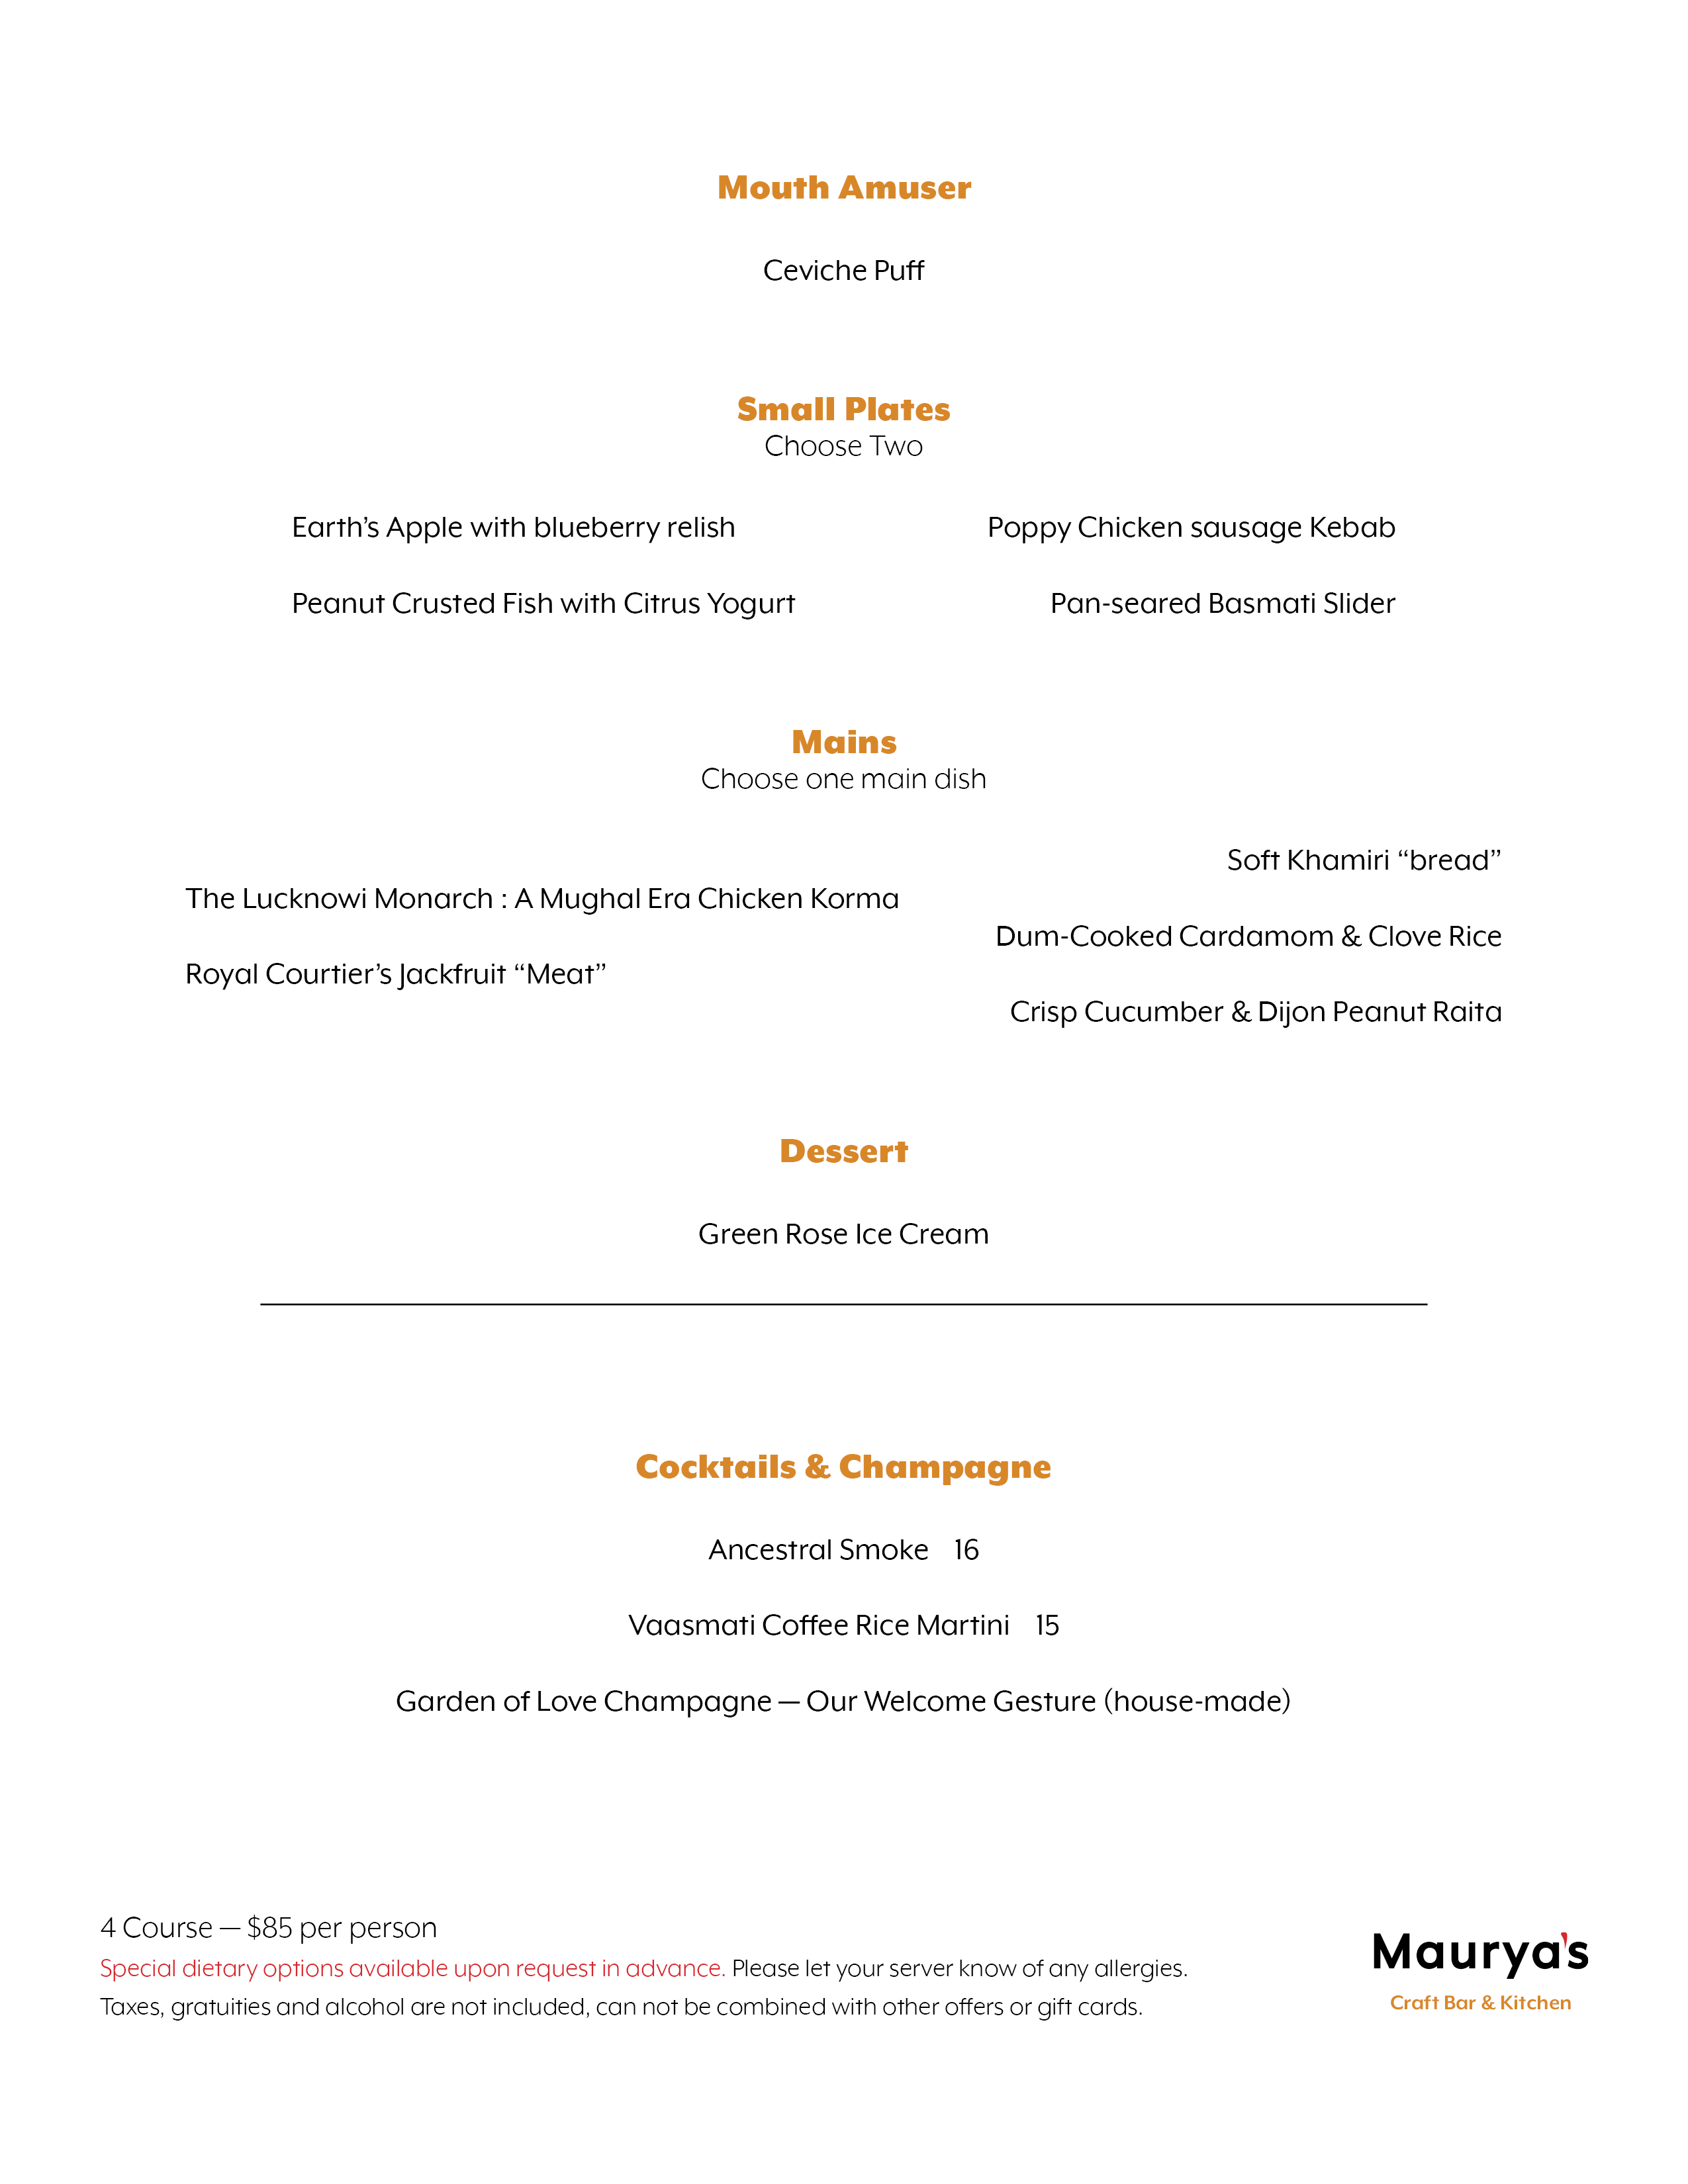 Mouth Amuser
Ceviche Puff
Small Plates
Choose Two
Earth’s Apple with blueberry relish
Poppy Chicken sausage Kebab
Peanut Crusted Fish with Citrus Yogurt
Pan-seared Basmati Slider
Mains
Choose one main dish
The Lucknowi Monarch : A Mughal Era Chicken Korma
Royal Courtier’s Jackfruit “Meat”
Soft Khamiri “bread”
Dum-Cooked Cardamom & Clove Rice
Crisp Cucumber & Dijon Peanut Raita
Dessert
Green Rose Ice Cream
Cocktails & Champagne
Ancestral Smoke 16
Vaasmati Coffee Rice Martini 15
Garden of Love Champagne — Our Welcome Gesture (house-made)
4 Course — $85 per person
Special dietary options available upon request in advance. Please let your server know of any allergies.
Taxes, gratuities and alcohol are not included, can not be combined with other offers or gift cards.
Maurya's
Craft Bar & Kitchen